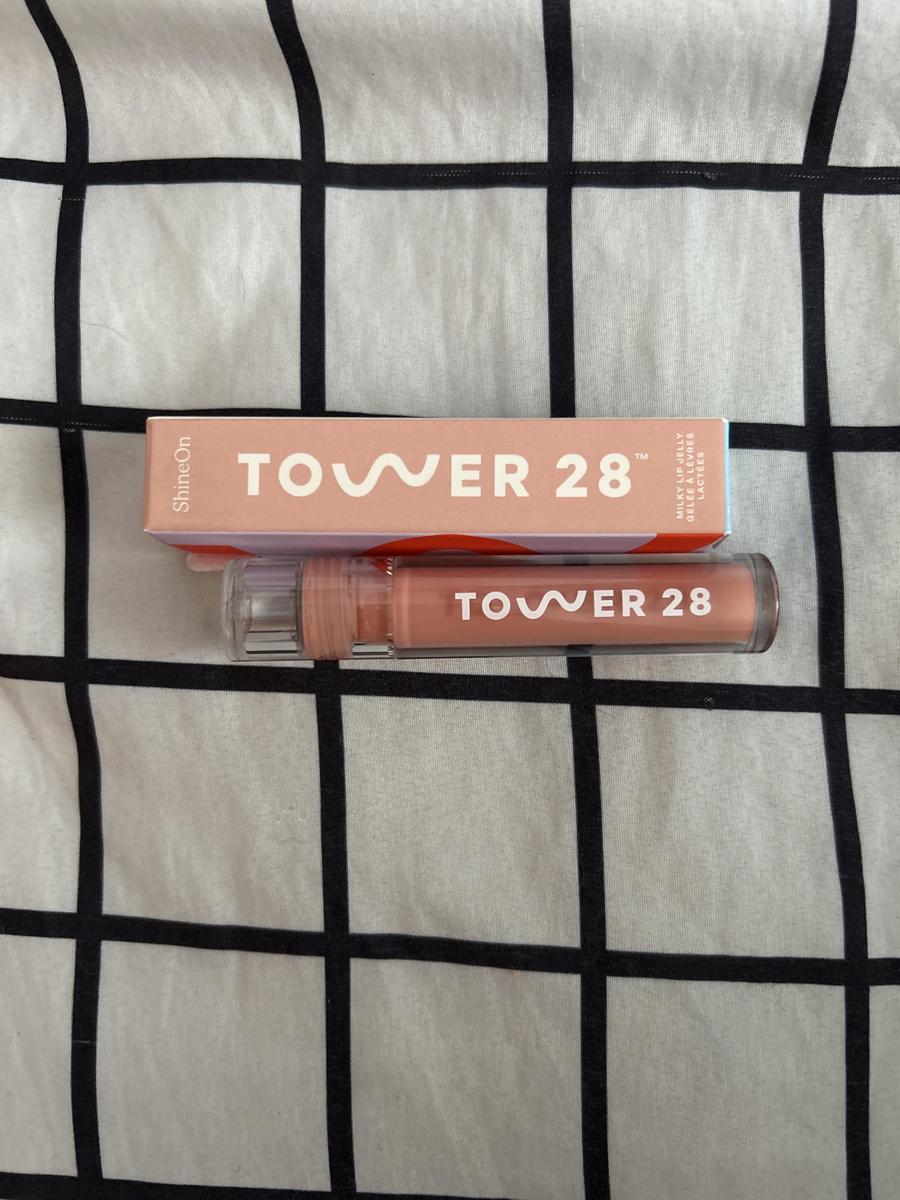 ShineOn
TOWER 28™
MILKY LIP JELLY
GELÉE À LÈVRES
LACTÉES
TOWER 28